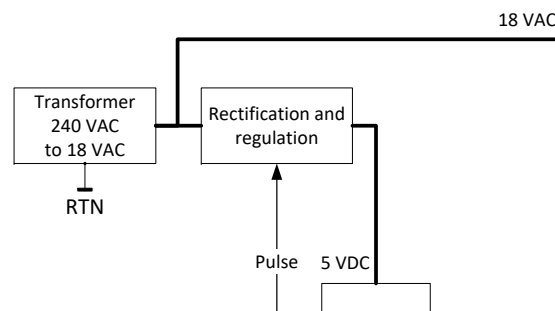 18 VAC
Transformer
240 VAC
to 18 VAC
Rectification and
regulation
RTN
Pulse
5 VDC